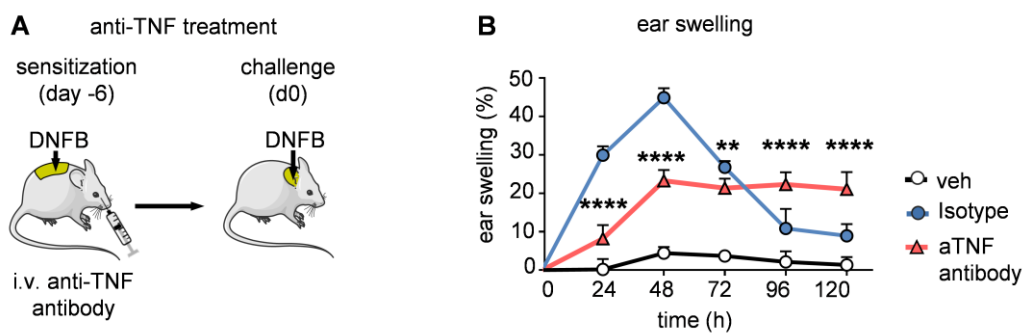 A
anti-TNF treatment
sensitization
(day -6)
challenge
(d0)
DNFB
DNFB
i.v. anti-TNF
antibody
B
ear swelling
ear swelling (%)
50
40
30
20
10
0
0 24 48 72 96 120
time (h)
****
****
**
****
****
veh
Isotype
aTNF
antibody